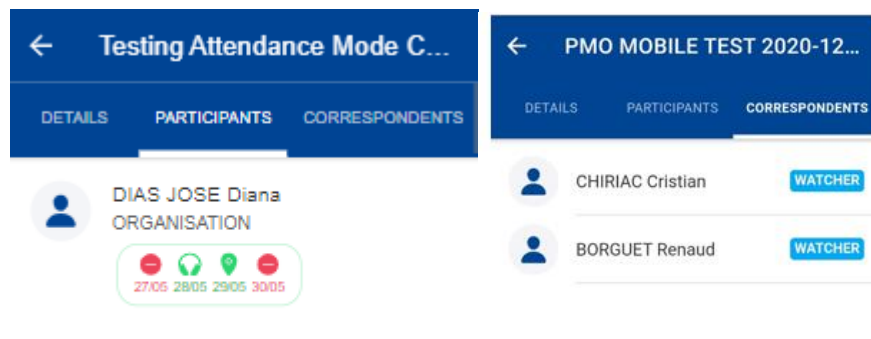 Testing Attendance Mode C...
DETAILS PARTICIPANTS CORRESPONDENTS
DIAS JOSE Diana
ORGANISATION
27/05 28/05 29/05 30/05
PMO MOBILE TEST 2020-12...
DETAILS PARTICIPANTS CORRESPONDENTS
CHIRIAC Cristian WATCHER
BORGUET Renaud WATCHER